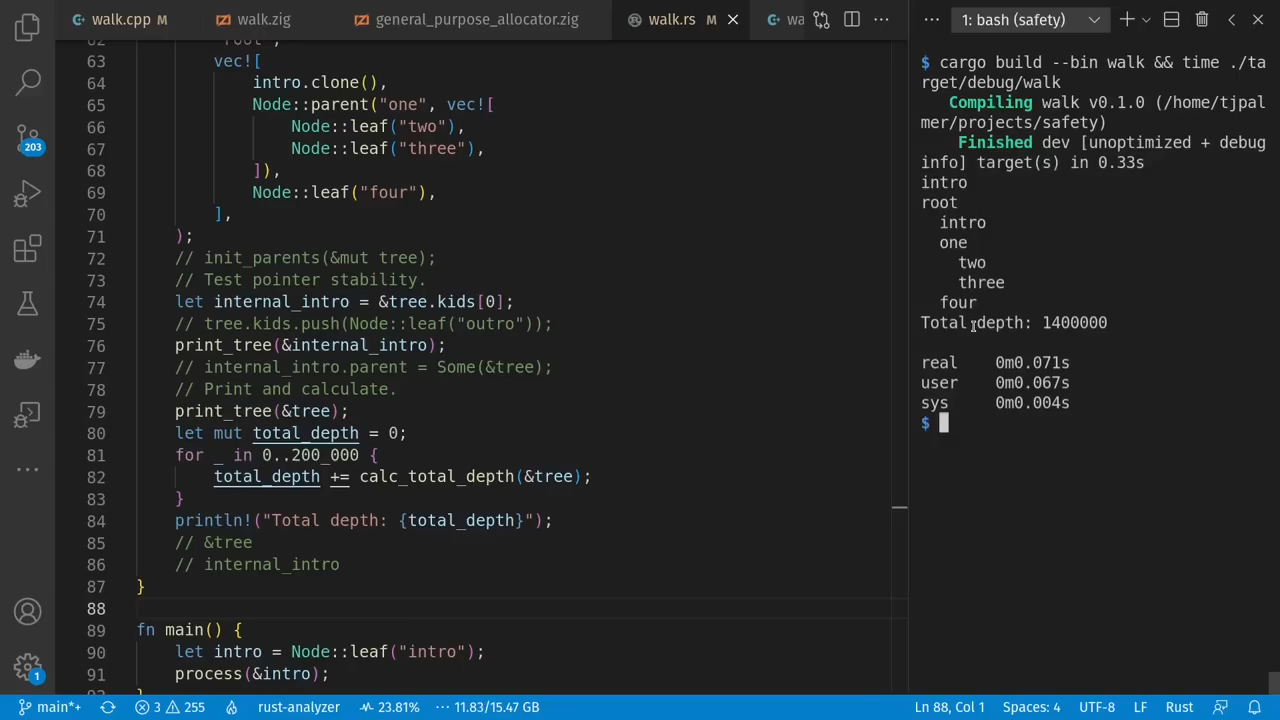 walk.cpp M
walk.zig
general_purpose_allocator.zig
walk.rs M
wa
1: bash (safety)
62 "root",
63 vec![
64 intro.clone(),
65 Node::parent("one", vec![
66 Node::leaf("two"),
67 Node::leaf("three"),
68 ]),
69 Node::leaf("four"),
70 ],
71 );
72 // init_parents(&mut tree);
73 // Test pointer stability.
74 let internal_intro = &tree.kids[0];
75 // tree.kids.push(Node::leaf("outro"));
76 print_tree(&internal_intro);
77 // internal_intro.parent = Some(&tree);
78 // Print and calculate.
79 print_tree(&tree);
80 let mut total_depth = 0;
81 for _ in 0..200_000 {
82 total_depth += calc_total_depth(&tree);
83 }
84 println!("Total depth: {total_depth}");
85 // &tree
86 // internal_intro
87 }
88
89 fn main() {
90 let intro = Node::leaf("intro");
91 process(&intro);
92 }
$ cargo build --bin walk && time ./ta
rget/debug/walk
Compiling walk v0.1.0 (/home/tjpal
mer/projects/safety)
Finished dev [unoptimized + debug
info] target(s) in 0.33s
intro
root
intro
one
two
three
four
Total depth: 1400000
real 0m0.071s
user 0m0.067s
sys 0m0.004s
$
203
1
main*+
3 255
rust-analyzer
23.81%
11.83/15.47 GB
Ln 88, Col 1
Spaces: 4
UTF-8
LF
Rust